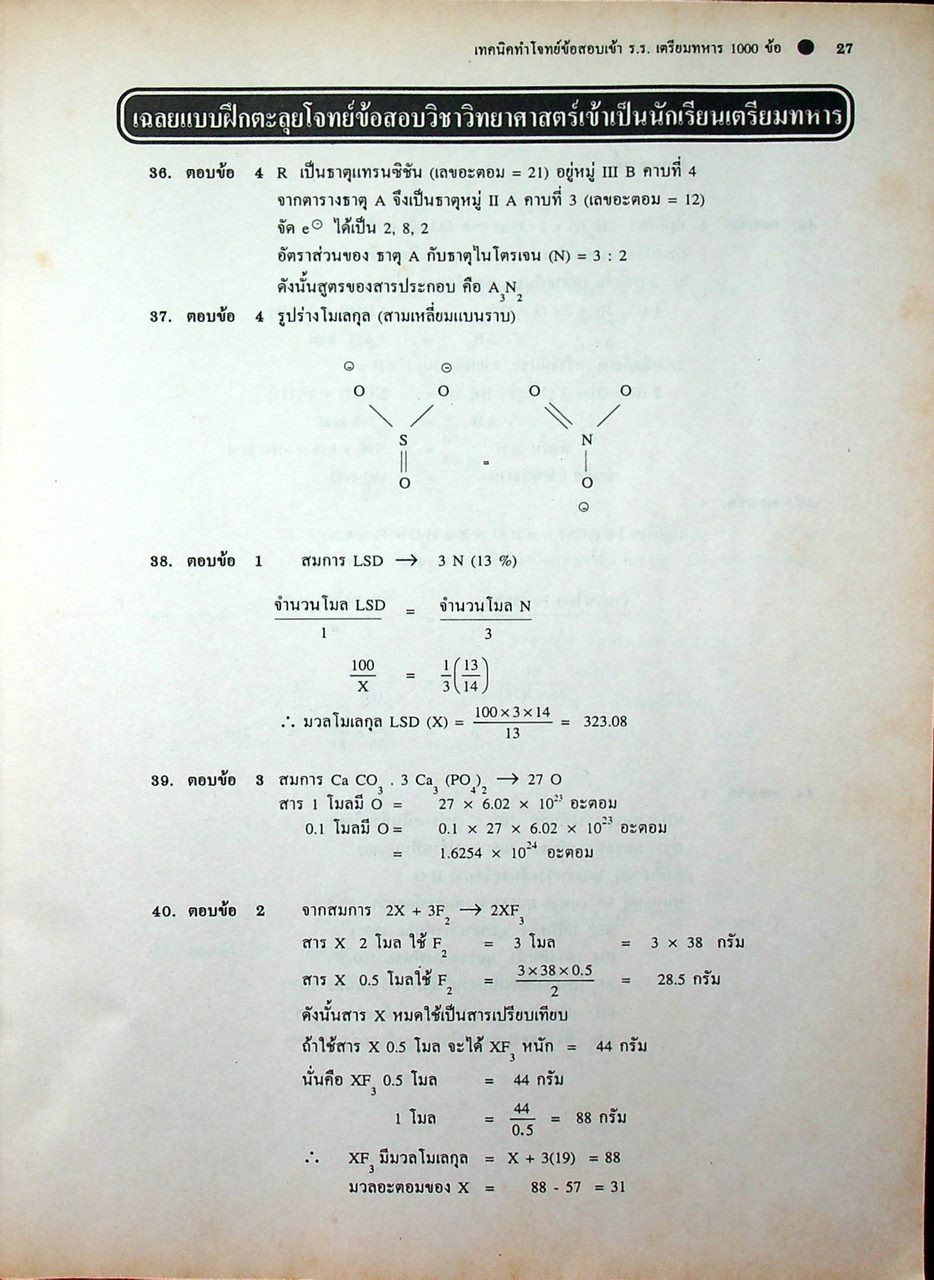 เทคนิคทำโจทย์ข้อสอบเข้า ร.ร. เตรียมทหาร 1000 ข้อ ● 27
เฉลยแบบฝึกตะลุยโจทย์ข้อสอบวิชาวิทยาศาสตร์เข้าเป็นนักเรียนเตรียมทหาร
36. ตอบข้อ 4 R เป็นธาตุแทรนซิชัน (เลขอะตอม = 21) อยู่หมู่ III B คาบที่ 4
จากตารางธาตุ A จึงเป็นธาตุหมู่ II A คาบที่ 3 (เลขอะตอม = 12)
จัด e⊖ ได้เป็น 2, 8, 2
อัตราส่วนของ ธาตุ A กับธาตุไนโตรเจน (N) = 3 : 2
ดังนั้นสูตรของสารประกอบ คือ A₃N₂
37. ตอบข้อ 4 รูปร่างโมเลกุล (สามเหลี่ยมแบนราบ)
⊖ ⊖
O O O O
S N
=
O O
⊖
38. ตอบข้อ 1 สมการ LSD → 3 N (13 %)
จำนวนโมล LSD / 1 = จำนวนโมล N / 3
100/X = 1/3 (13/14)
∴ มวลโมเลกุล LSD (X) = 100×3×14 / 13 = 323.08
39. ตอบข้อ 3 สมการ Ca CO₃ . 3 Ca₃ (PO₄)₂ → 27 O
สาร 1 โมลมี O = 27 × 6.02 × 10²³ อะตอม
0.1 โมลมี O = 0.1 × 27 × 6.02 × 10²³ อะตอม
= 1.6254 × 10²⁴ อะตอม
40. ตอบข้อ 2 จากสมการ 2X + 3F₂ → 2XF₃
สาร X 2 โมล ใช้ F₂ = 3 โมล = 3 × 38 กรัม
สาร X 0.5 โมลใช้ F₂ = 3×38×0.5 / 2 = 28.5 กรัม
ดังนั้นสาร X หมดใช้เป็นสารเปรียบเทียบ
ถ้าใช้สาร X 0.5 โมล จะได้ XF₃ หนัก = 44 กรัม
นั่นคือ XF₃ 0.5 โมล = 44 กรัม
1 โมล = 44 / 0.5 = 88 กรัม
∴ XF₃ มีมวลโมเลกุล = X + 3(19) = 88
มวลอะตอมของ X = 88 - 57 = 31